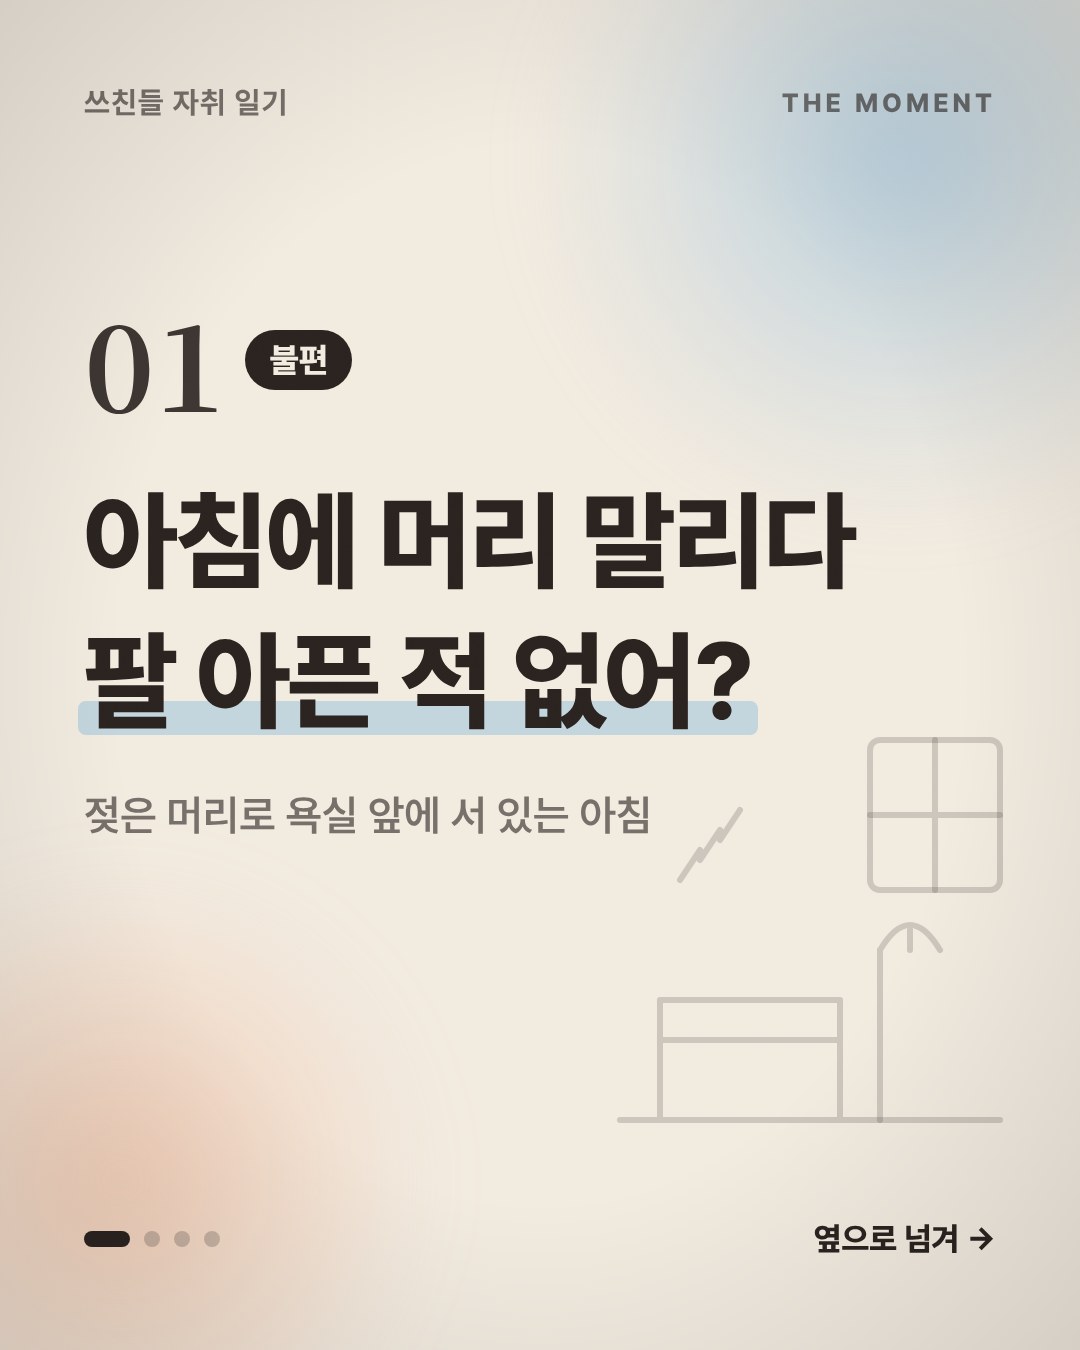 쓰친들 자취 일기
THE MOMENT
01
불편
아침에 머리 말리다
팔 아픈 적 없어?
젖은 머리로 욕실 앞에 서 있는 아침
옆으로 넘겨 →